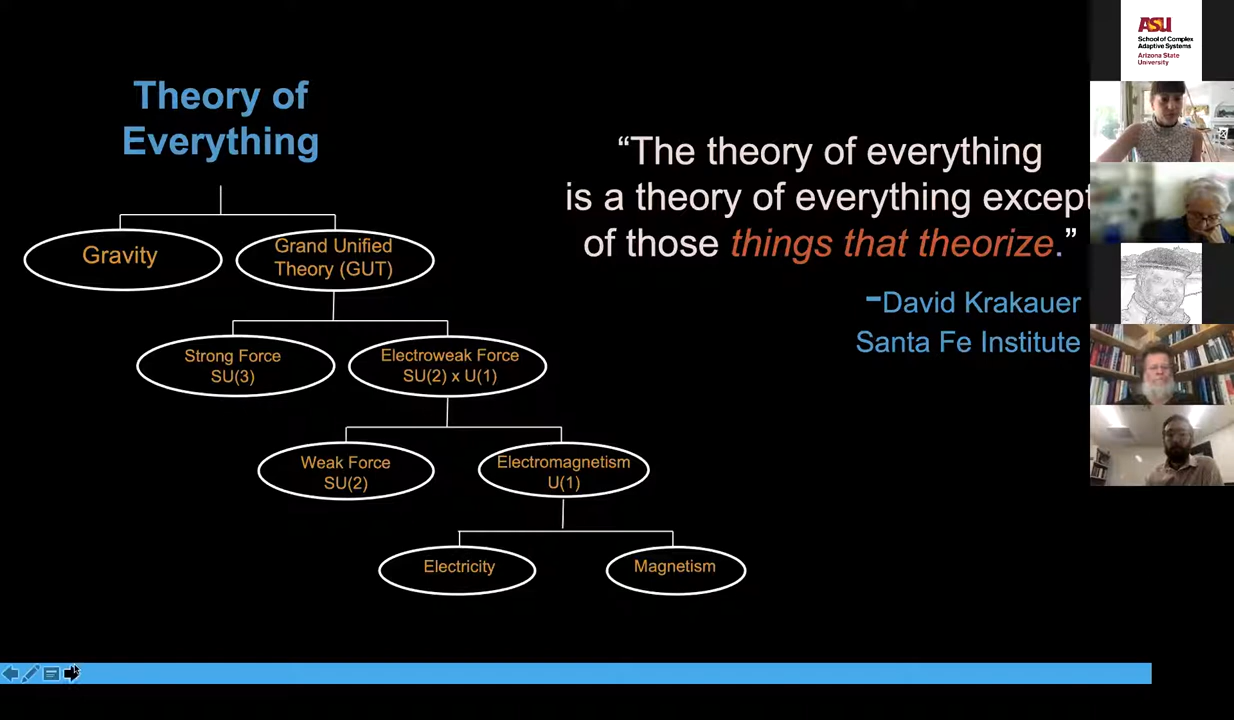 Theory of
Everything
Gravity
Grand Unified
Theory (GUT)
Strong Force
SU(3)
Electroweak Force
SU(2) x U(1)
Weak Force
SU(2)
Electromagnetism
U(1)
Electricity
Magnetism
“The theory of everything
is a theory of everything except
of those things that theorize.”
-David Krakauer
Santa Fe Institute
ASU
School of Complex
Adaptive Systems
Arizona State
University